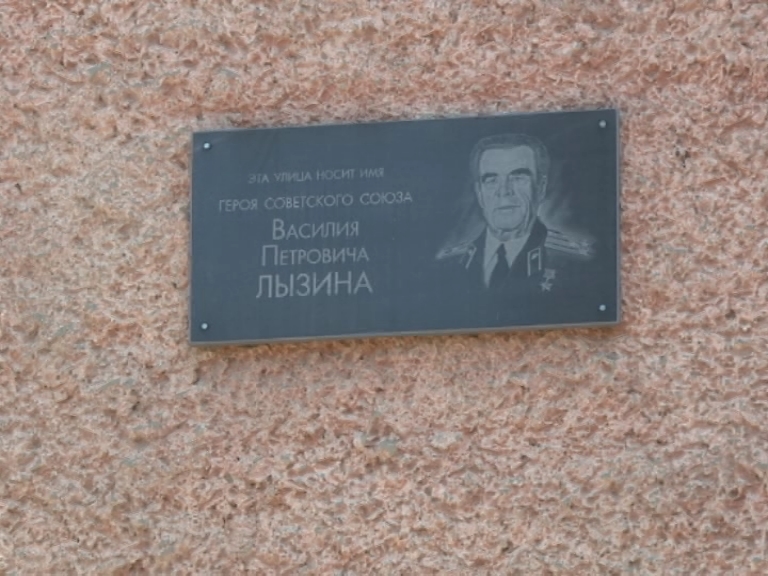 ЭТА УЛИЦА НОСИТ ИМЯ
ГЕРОЯ СОВЕТСКОГО СОЮЗА
ВАСИЛИЯ
ПЕТРОВИЧА
ЛЫЗИНА